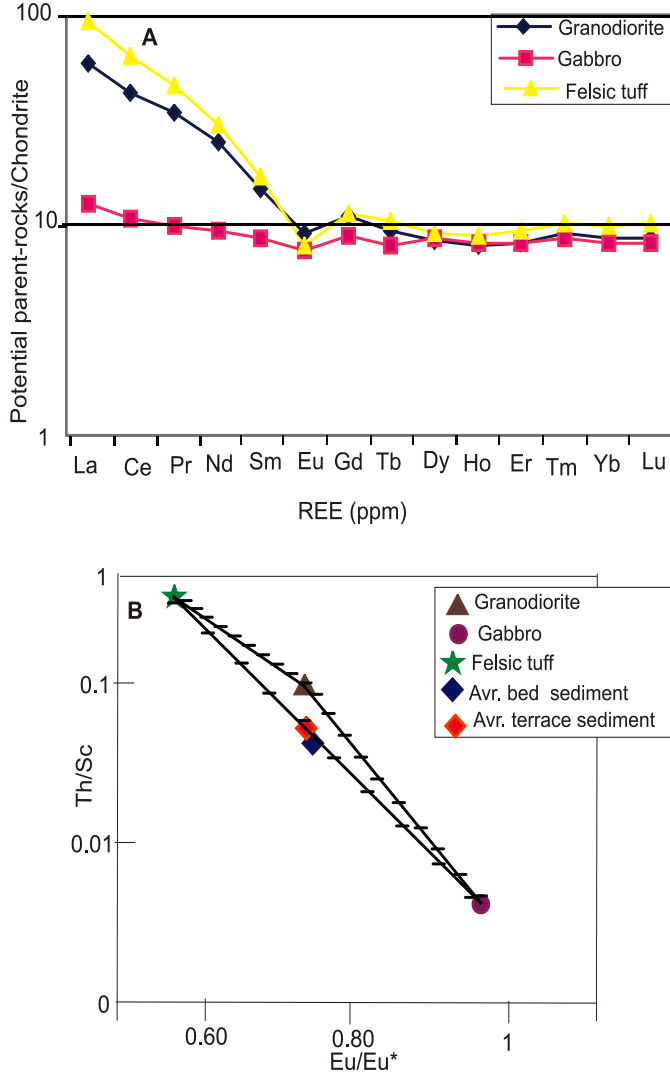 100
A
Granodiorite
Gabbro
Felsic tuff
10
1
Potential parent-rocks/Chondrite
La Ce Pr Nd Sm Eu Gd Tb Dy Ho Er Tm Yb Lu
REE (ppm)
1
B
Granodiorite
Gabbro
Felsic tuff
Avr. bed sediment
Avr. terrace sediment
0.1
Th/Sc
0.01
0
0.60 0.80 1
Eu/Eu*